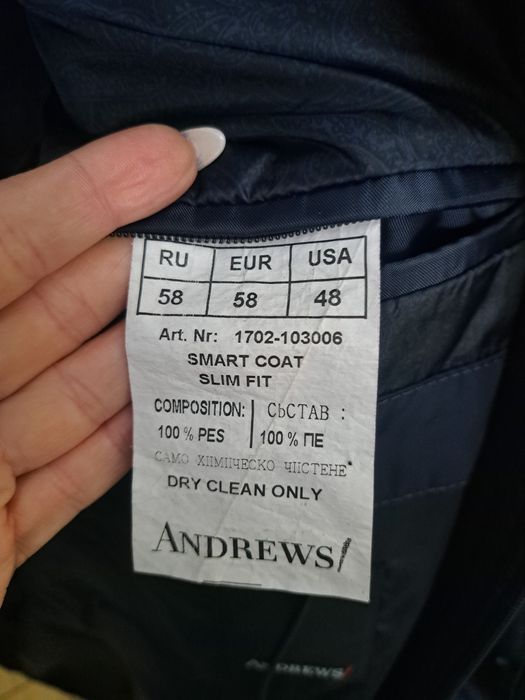 RU EUR USA
58 58 48
Art. Nr: 1702-103006
SMART COAT
SLIM FIT
COMPOSITION: СЪСТАВ :
100 % PES 100 % ПЕ
САМО ХИМИЧЕСКО ЧИСТЕНЕ*
DRY CLEAN ONLY
ANDREWS/
ANDREWS/